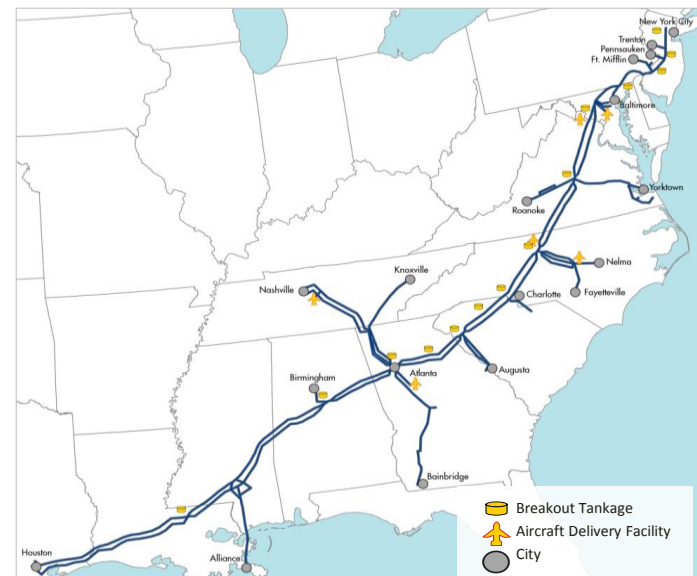 New York City
Trenton
Pennsauken
Ft. Mifflin
Baltimore
Yorktown
Roanoke
Nelma
Knoxville
Nashville
Charlotte
Fayetteville
Atlanta
Augusta
Birmingham
Bainbridge
Houston
Alliance
Breakout Tankage
Aircraft Delivery Facility
City